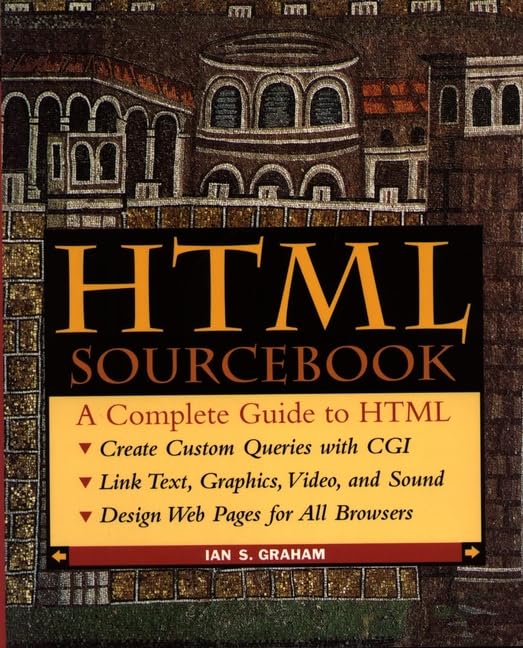 HTML
SOURCEBOOK
A Complete Guide to HTML
Create Custom Queries with CGI
Link Text, Graphics, Video, and Sound
Design Web Pages for All Browsers
IAN S. GRAHAM